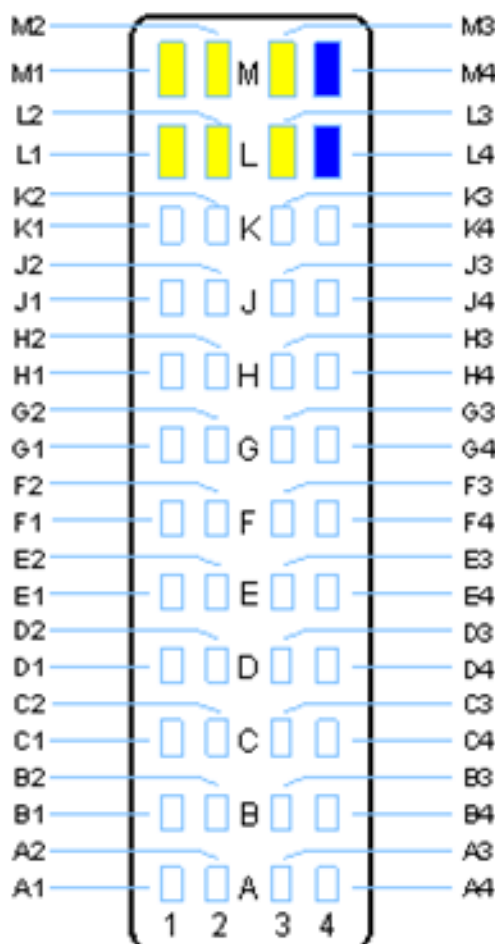 M2 M3
M1 M M4
L2 L3
L1 L L4
K2 K3
K1 K K4
J2 J3
J1 J J4
H2 H3
H1 H H4
G2 G3
G1 G G4
F2 F3
F1 F F4
E2 E3
E1 E E4
D2 D3
D1 D D4
C2 C3
C1 C C4
B2 B3
B1 B B4
A2 A3
A1 A A4
1 2 3 4